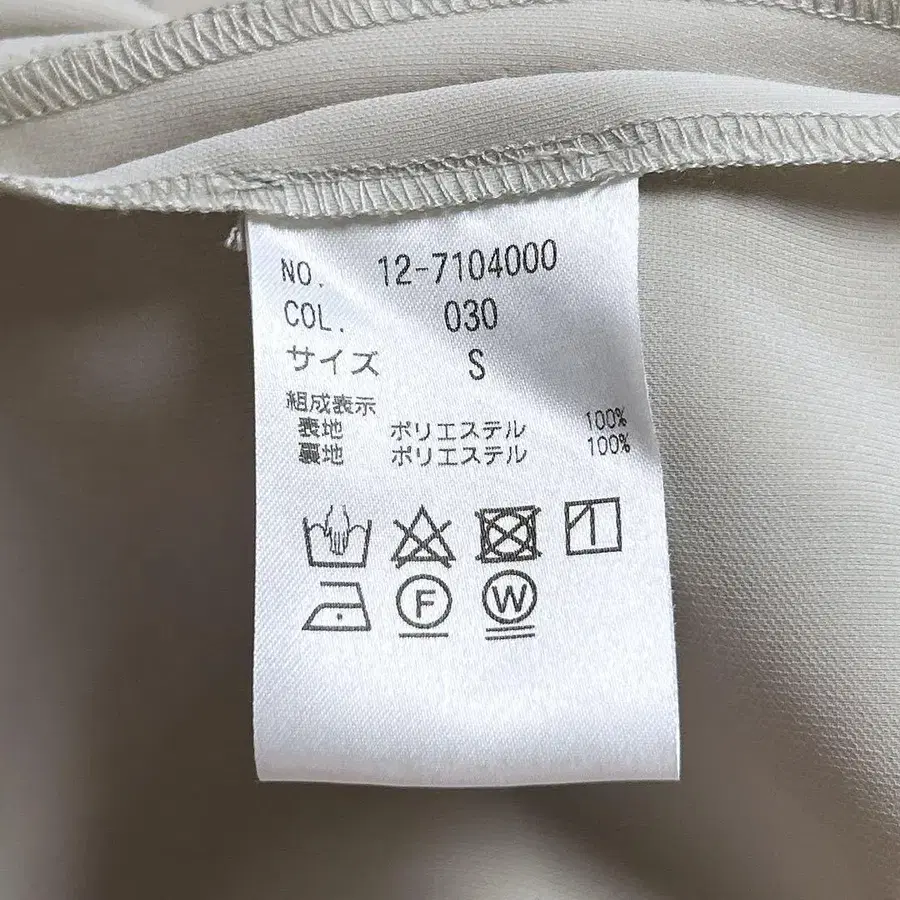 NO. 12-7104000
COL. 030
サイズ S
組成表示
表地 ポリエステル 100%
裏地 ポリエステル 100%
F W